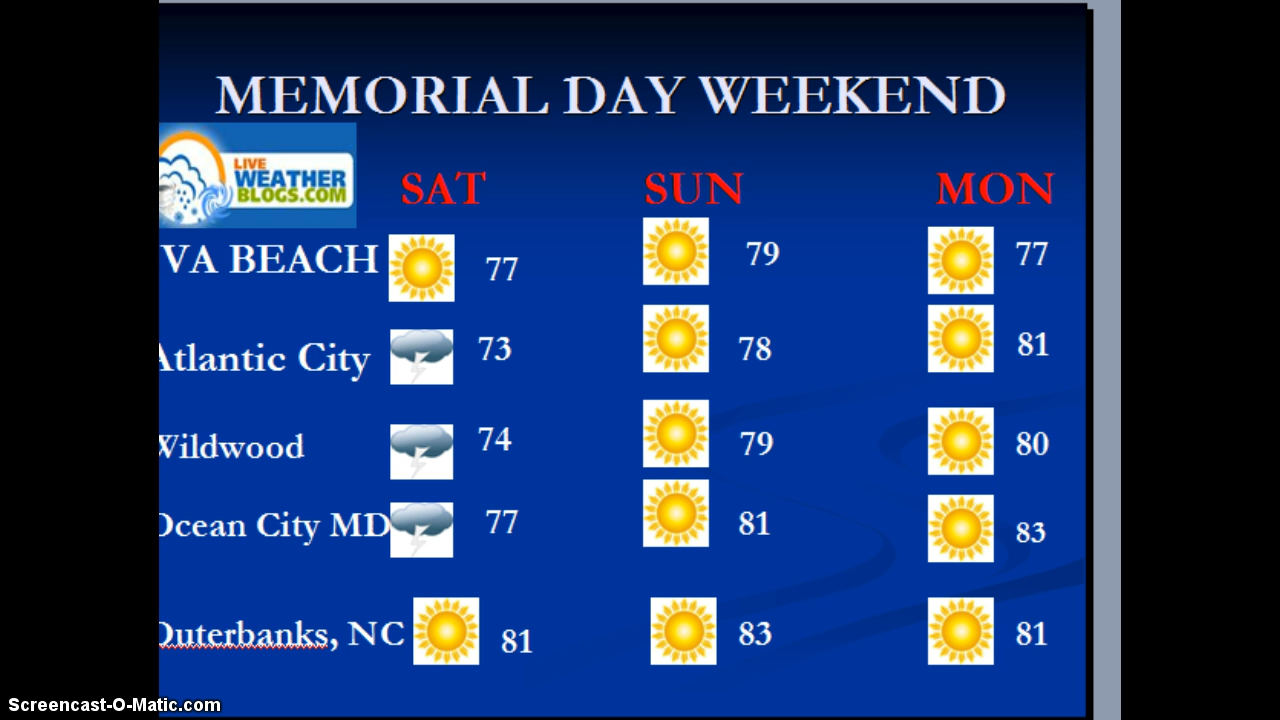 MEMORIAL DAY WEEKEND
LIVE
WEATHER
BLOGS.COM
SAT SUN MON
VA BEACH 77 79 77
Atlantic City 73 78 81
Wildwood 74 79 80
Ocean City MD 77 81 83
Outerbanks, NC 81 83 81
Screencast-O-Matic.com